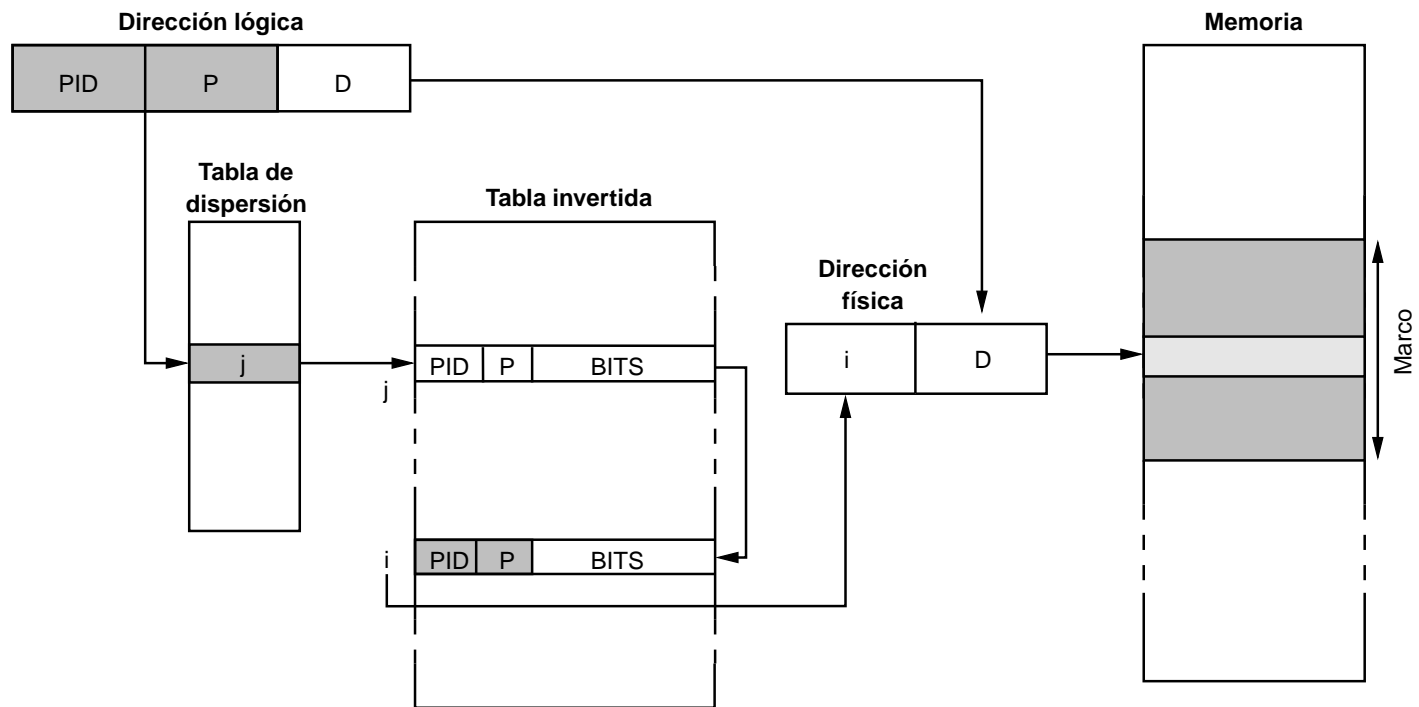 Dirección lógica
Memoria
PID P D
Tabla de
dispersión
Tabla invertida
Dirección
física
j
j
PID P BITS
i D
Marco
i
PID P BITS